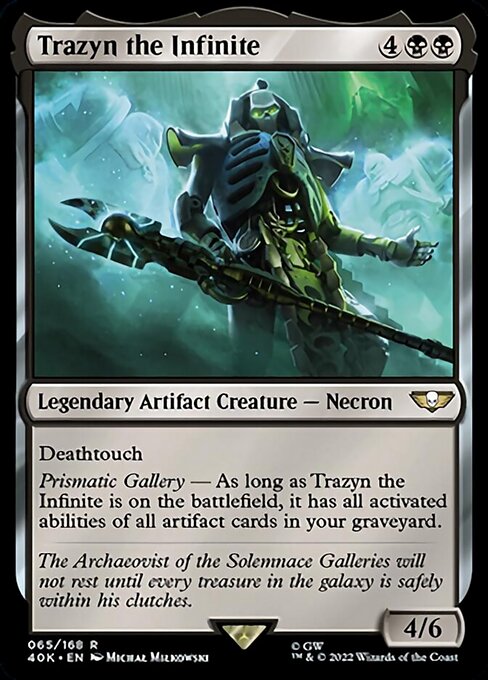 Trazyn the Infinite 4
Legendary Artifact Creature — Necron
Deathtouch
Prismatic Gallery — As long as Trazyn the
Infinite is on the battlefield, it has all activated
abilities of all artifact cards in your graveyard.
The Archaeovist of the Solemnace Galleries will
not rest until every treasure in the galaxy is safely
within his clutches.
4/6
065/168 R
40K • EN Michał Miłkowski
© GW
™ & © 2022 Wizards of the Coast